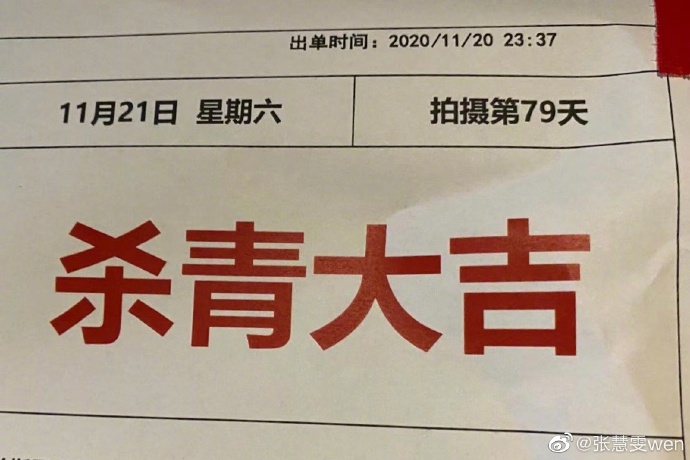 出单时间：2020/11/20 23:37
11月21日 星期六
拍摄第79天
杀青大吉
@张慧雯wen